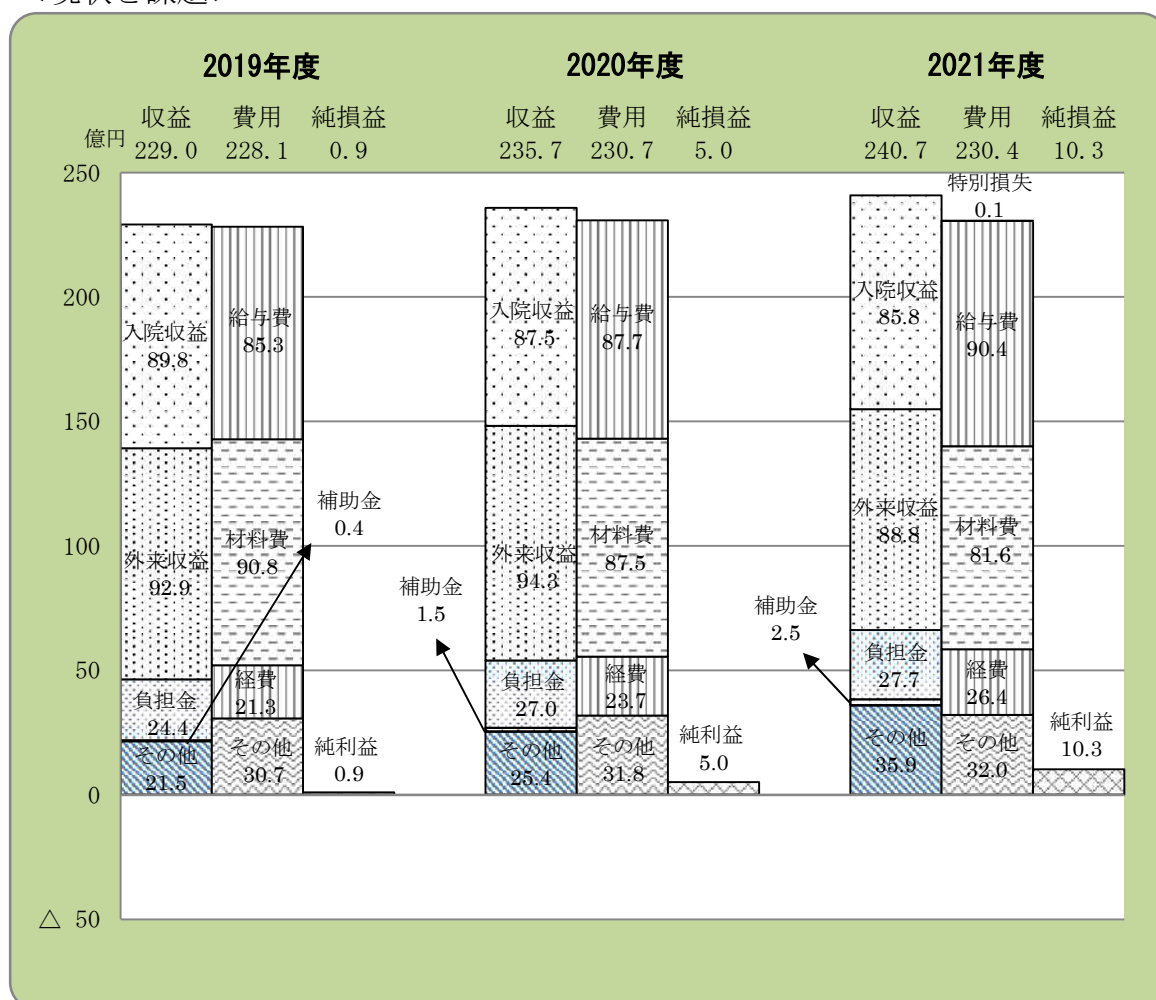 2019年度 2020年度 2021年度
収益 費用 純損益 収益 費用 純損益 収益 費用 純損益
億円 229.0 228.1 0.9 235.7 230.7 5.0 240.7 230.4 10.3
250
200
150
100
50
0
△ 50
入院収益
89.8
外来収益
92.9
負担金
24.4
その他
21.5
給与費
85.3
材料費
90.8
経費
21.3
その他
30.7
補助金
0.4
0.9
入院収益
87.5
外来収益
94.3
負担金
27.0
補助金
1.5
その他
25.4
給与費
87.7
材料費
87.5
経費
23.7
その他
31.8
純利益
5.0
入院収益
85.8
外来収益
88.8
負担金
27.7
補助金
2.5
その他
35.9
特別損失
0.1
給与費
90.4
材料費
81.6
経費
26.4
その他
32.0
純利益
10.3
純利益